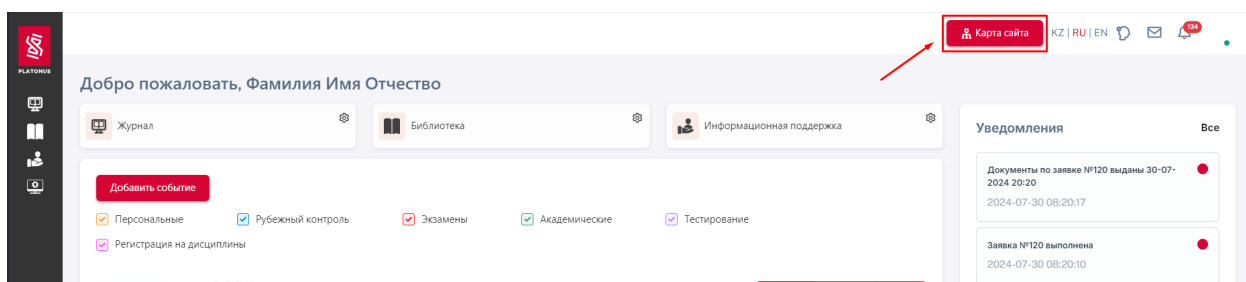 Карта сайта
KZ | RU | EN
134
PLATONUS
Добро пожаловать, Фамилия Имя Отчество
Журнал
Библиотека
Информационная поддержка
Уведомления
Все
Добавить событие
Персональные
Рубежный контроль
Экзамены
Академические
Тестирование
Регистрация на дисциплины
Документы по заявке №120 выданы 30-07-
2024 20:20
2024-07-30 08:20:17
Заявка №120 выполнена
2024-07-30 08:20:10